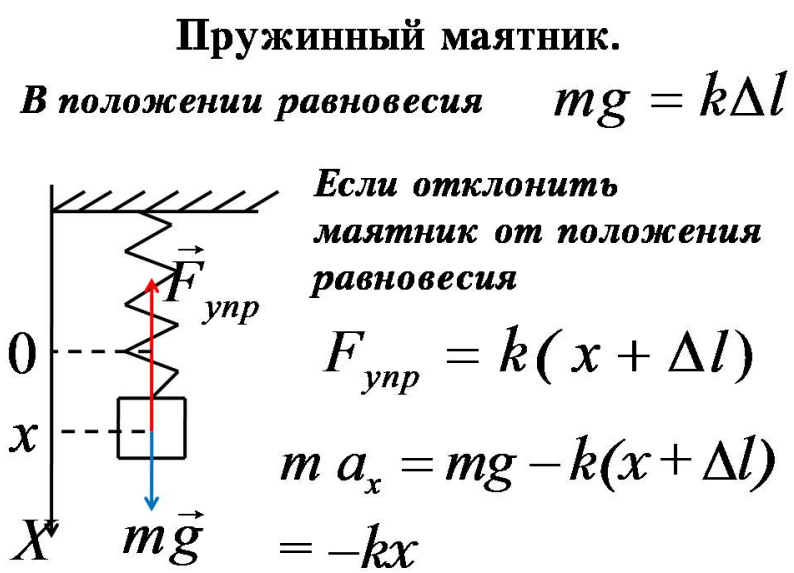 Пружинный маятник.
В положении равновесия mg = kΔl
Если отклонить
маятник от положения
равновесия
F⃗упр
0
Fупр = k( x + Δl)
x
m aₓ = mg – k(x + Δl)
X
mg⃗
= –kx